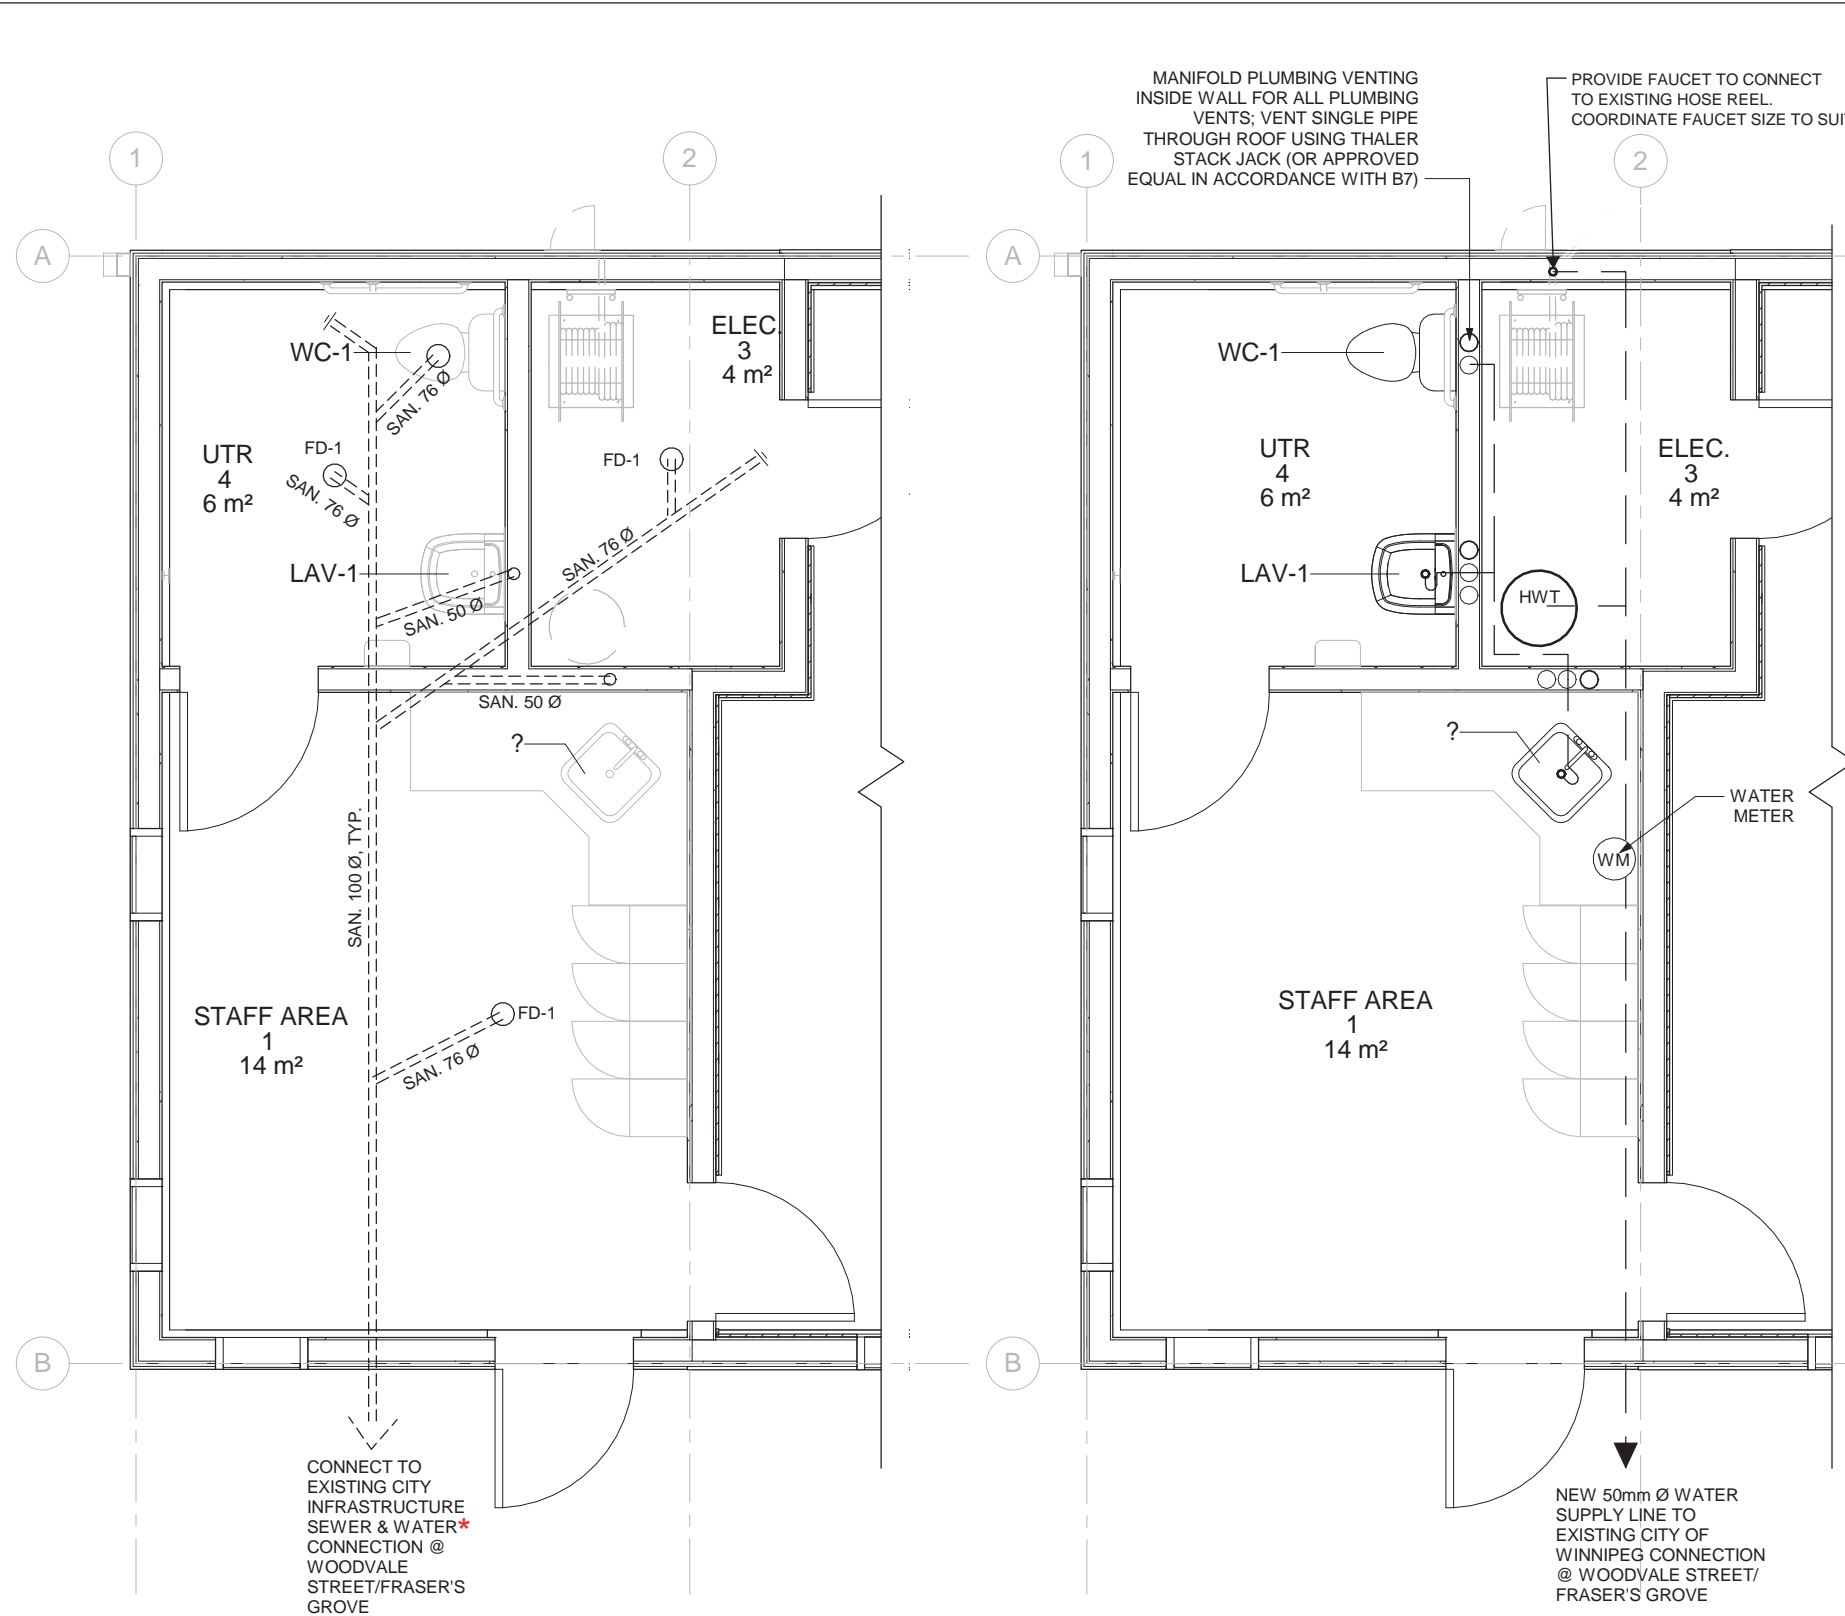 MANIFOLD PLUMBING VENTING
INSIDE WALL FOR ALL PLUMBING
VENTS; VENT SINGLE PIPE
THROUGH ROOF USING THALER
STACK JACK (OR APPROVED
EQUAL IN ACCORDANCE WITH B7)
PROVIDE FAUCET TO CONNECT
TO EXISTING HOSE REEL.
COORDINATE FAUCET SIZE TO SUI
1
2
A
WC-1
SAN. 76 Ø
ELEC.
3
4 m²
UTR
4
6 m²
FD-1
SAN. 76 Ø
FD-1
SAN. 76 Ø
LAV-1
SAN. 50 Ø
SAN. 50 Ø
?
SAN. 100 Ø, TYP.
STAFF AREA
1
14 m²
FD-1
SAN. 76 Ø
B
CONNECT TO
EXISTING CITY
INFRASTRUCTURE
SEWER & WATER*
CONNECTION @
WOODVALE
STREET/FRASER'S
GROVE
1
2
A
WC-1
UTR
4
6 m²
ELEC.
3
4 m²
LAV-1
HWT
?
WATER
METER
WM
STAFF AREA
1
14 m²
B
NEW 50mm Ø WATER
SUPPLY LINE TO
EXISTING CITY OF
WINNIPEG CONNECTION
@ WOODVALE STREET/
FRASER'S GROVE